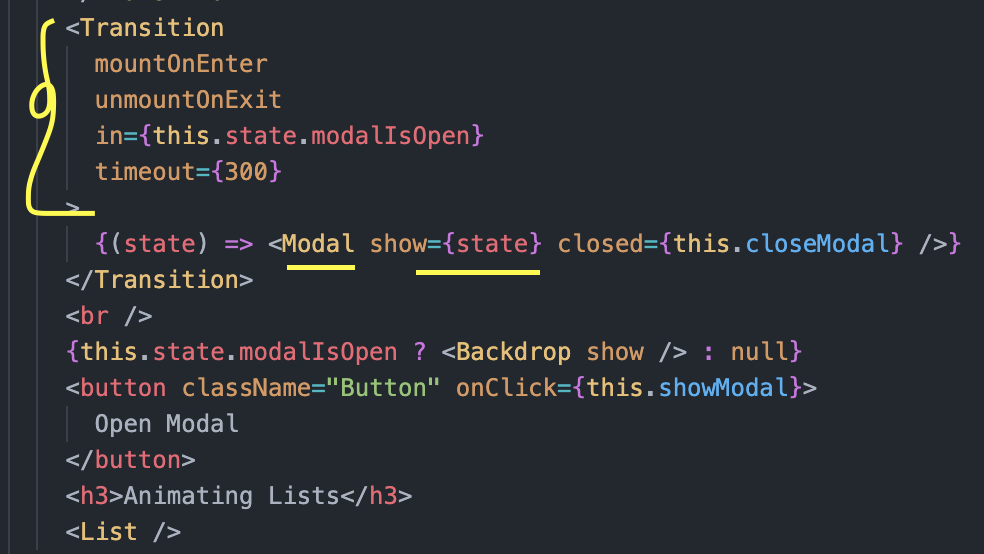 <Transition
mountOnEnter
unmountOnExit
in={this.state.modalIsOpen}
timeout={300}
>
{(state) => <Modal show={state} closed={this.closeModal} />}
</Transition>
<br />
{this.state.modalIsOpen ? <Backdrop show /> : null}
<button className="Button" onClick={this.showModal}>
Open Modal
</button>
<h3>Animating Lists</h3>
<List />